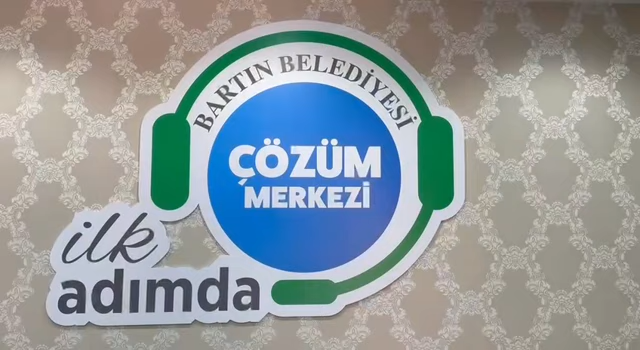 BARTIN BELEDİYESİ
ÇÖZÜM
MERKEZİ
ilk
adımda